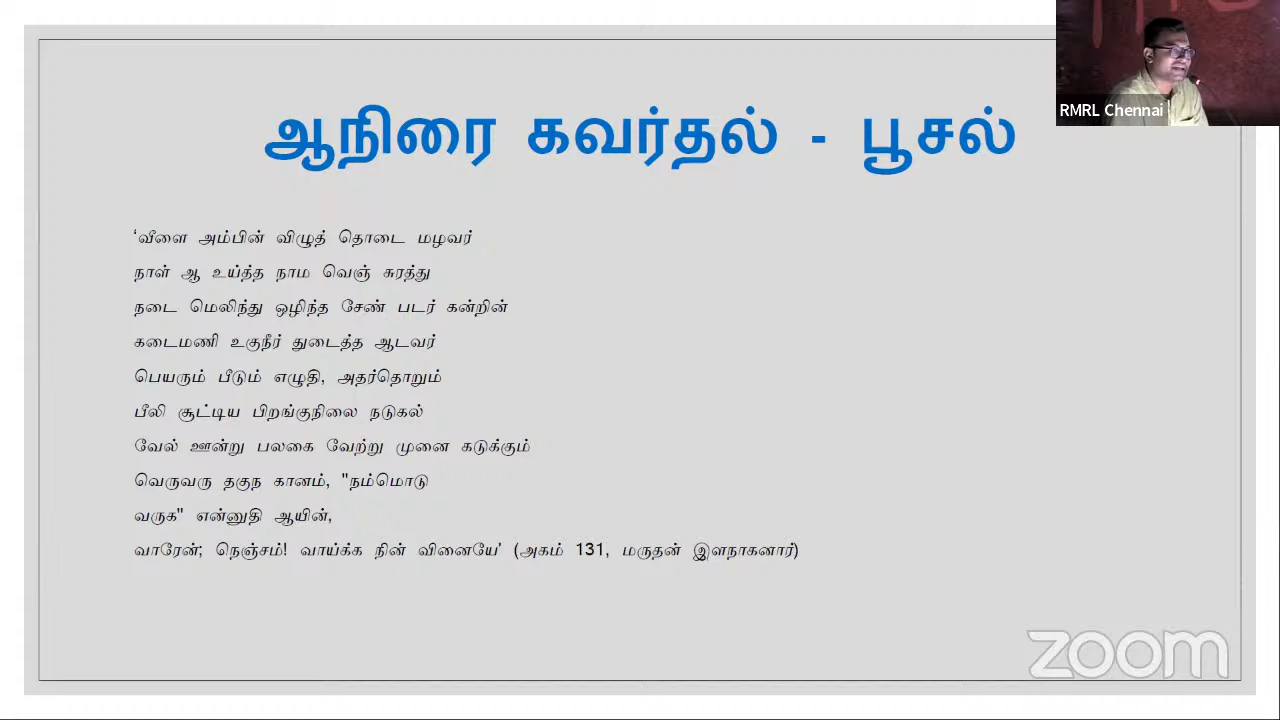 ஆநிரை கவர்தல் - பூசல்
RMRL Chennai
‘வீளை அம்பின் விழுத் தொடை மழவர்
நாள் ஆ உய்த்த நாம வெஞ் சுரத்து
நடை மெலிந்து ஒழிந்த சேண் படர் கன்றின்
கடைமணி உகுநீர் துடைத்த ஆடவர்
பெயரும் பீடும் எழுதி, அதர்தொறும்
பீலி சூட்டிய பிறங்குநிலை நடுகல்
வேல் ஊன்று பலகை வேற்று முனை கடுக்கும்
வெருவரு தகுந கானம், "நம்மொடு
வருக" என்னுதி ஆயின்,
வாரேன்; நெஞ்சம்! வாய்க்க நின் வினையே’ (அகம் 131, மருதன் இளநாகனார்)
zoom